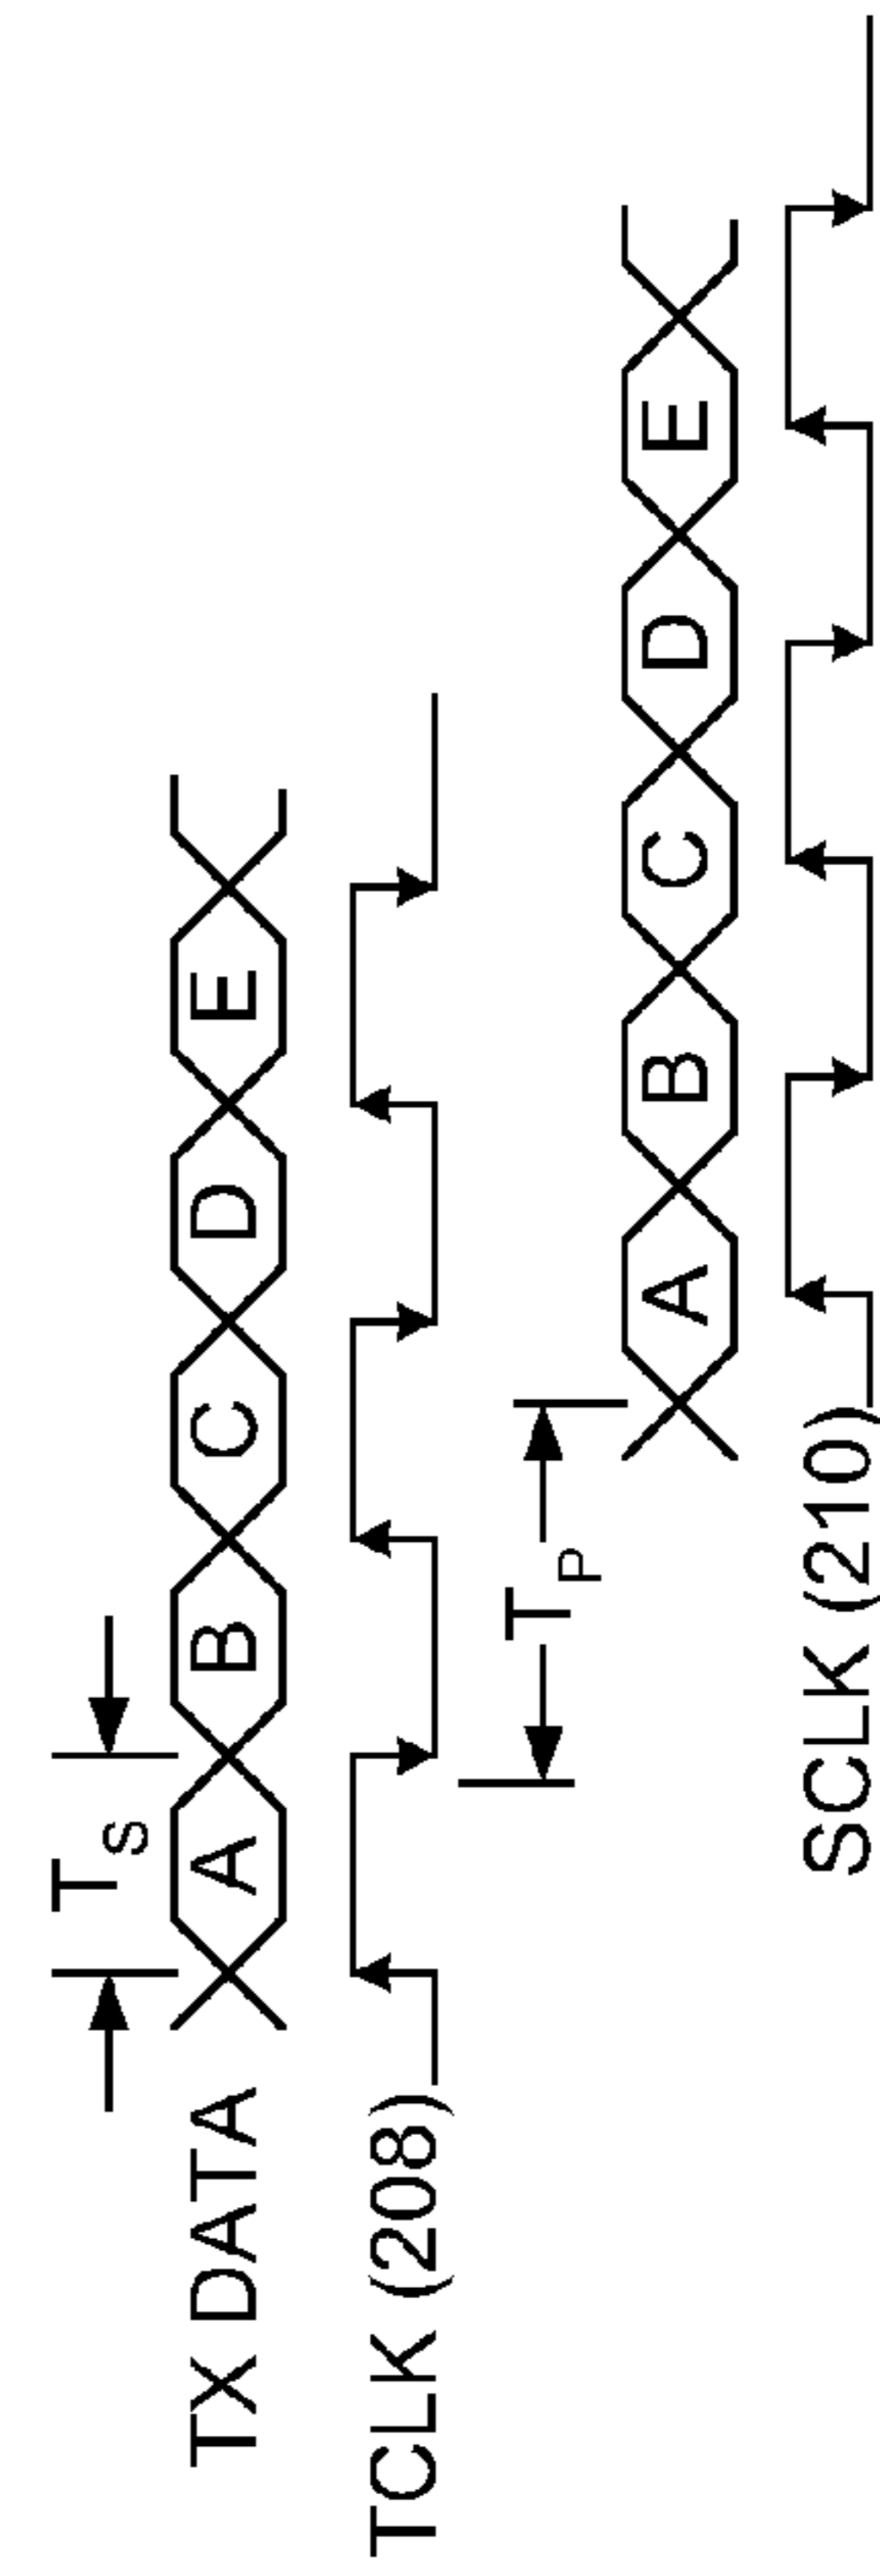 T_S
TX DATA A B C D E
TCLK (208)
T_P
A B C D E
SCLK (210)